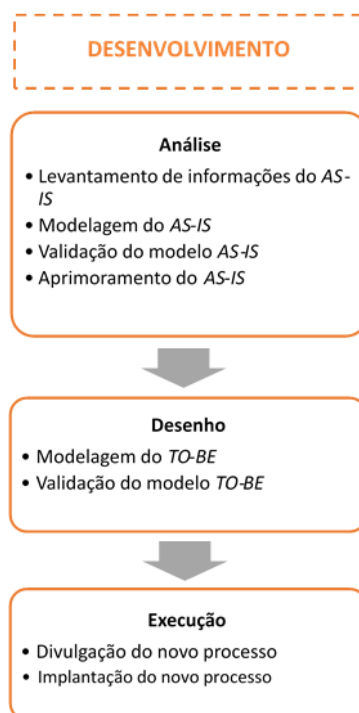 DESENVOLVIMENTO
Análise
• Levantamento de informações do AS-
IS
• Modelagem do AS-IS
• Validação do modelo AS-IS
• Aprimoramento do AS-IS
Desenho
• Modelagem do TO-BE
• Validação do modelo TO-BE
Execução
• Divulgação do novo processo
• Implantação do novo processo